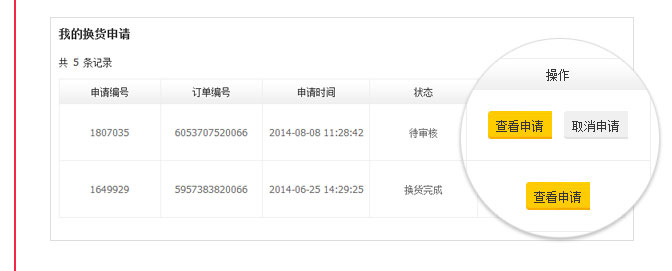 我的换货申请
共 5 条记录
申请编号 订单编号 申请时间 状态 操作
1807035 6053707520066 2014-08-08 11:28:42 待审核 查看申请 取消申请
1649929 5957383820066 2014-06-25 14:29:25 换货完成 查看申请